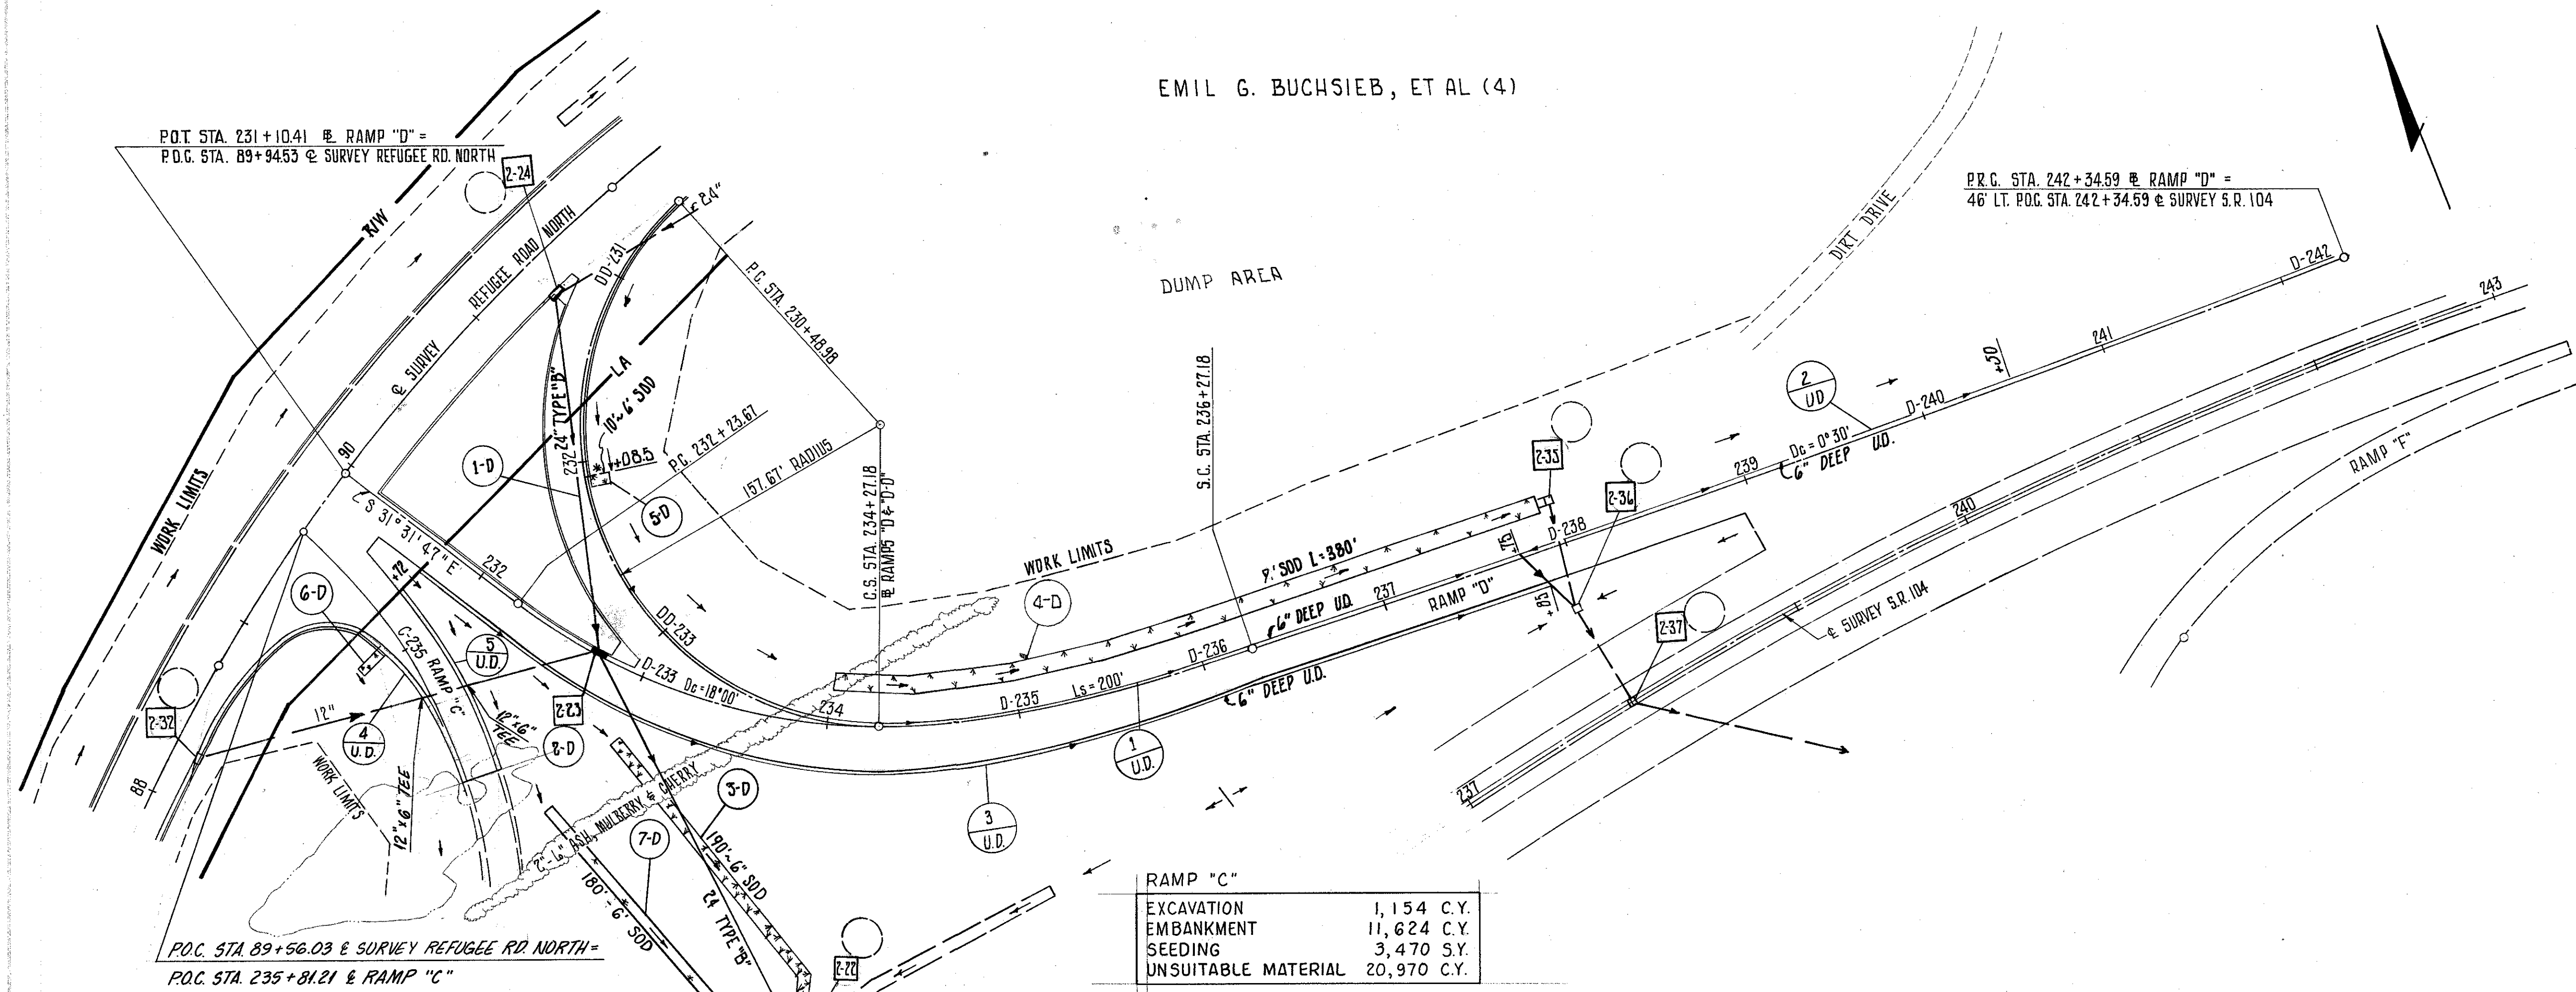 EMIL G. BUCHSIEB, ET AL (4)
P.O.T. STA. 231+10.41 ℄ RAMP "D" =
P.O.C. STA. 89+94.53 ℄ SURVEY REFUGEE RD. NORTH
2-24
R/W
24"
P.R.C. STA. 242+34.59 ℄ RAMP "D" =
46' LT. P.O.C. STA. 242+34.59 ℄ SURVEY S.R. 104
DIRT DRIVE
DUMP AREA
REFUGEE ROAD NORTH
℄ SURVEY
DD-231
P.C. STA. 230+48.98
D-242
243
241
+50
2
UD
D-240
Dc = 0°30'
6" DEEP U.D.
239
RAMP "F"
LA
24" TYPE "B"
10'~6' SOD
232
+08.5
P.C. 232+23.67
157.67' RADIUS
1-D
5-D
90
S 31° 31' 47" E
WORK LIMITS
C.S. STA. 234+27.18
℄ RAMPS "D & D-D"
S.C. STA. 236+27.18
2-35
2-36
D-238
+75
240
WORK LIMITS
9.' SOD L=380'
237
6" DEEP U.D.
RAMP "D"
+83
2-37
℄ SURVEY S.R. 104
232
+72
6-D
4-D
DD-233
C-235 RAMP "C"
5
U.D.
D-233
Dc=18°00'
D-236
Ls=200'
D-235
234
6" DEEP U.D.
2-32
12"
4
U.D.
12"x6" TEE
2-23
2-D
88
WORK LIMITS
12"x6" TEE
1
U.D.
3
U.D.
237
3-D
7-D
2"-6" ASH, MULBERRY & CHERRY
190'~6' SOD
180'-6' SOD
24 TYPE "B"
2-22
P.O.C. STA. 89+56.03 ℄ SURVEY REFUGEE RD. NORTH=
P.O.C. STA. 235+81.21 ℄ RAMP "C"
RAMP "C"
EXCAVATION 1,154 C.Y.
EMBANKMENT 11,624 C.Y.
SEEDING 3,470 S.Y.
UNSUITABLE MATERIAL 20,970 C.Y.